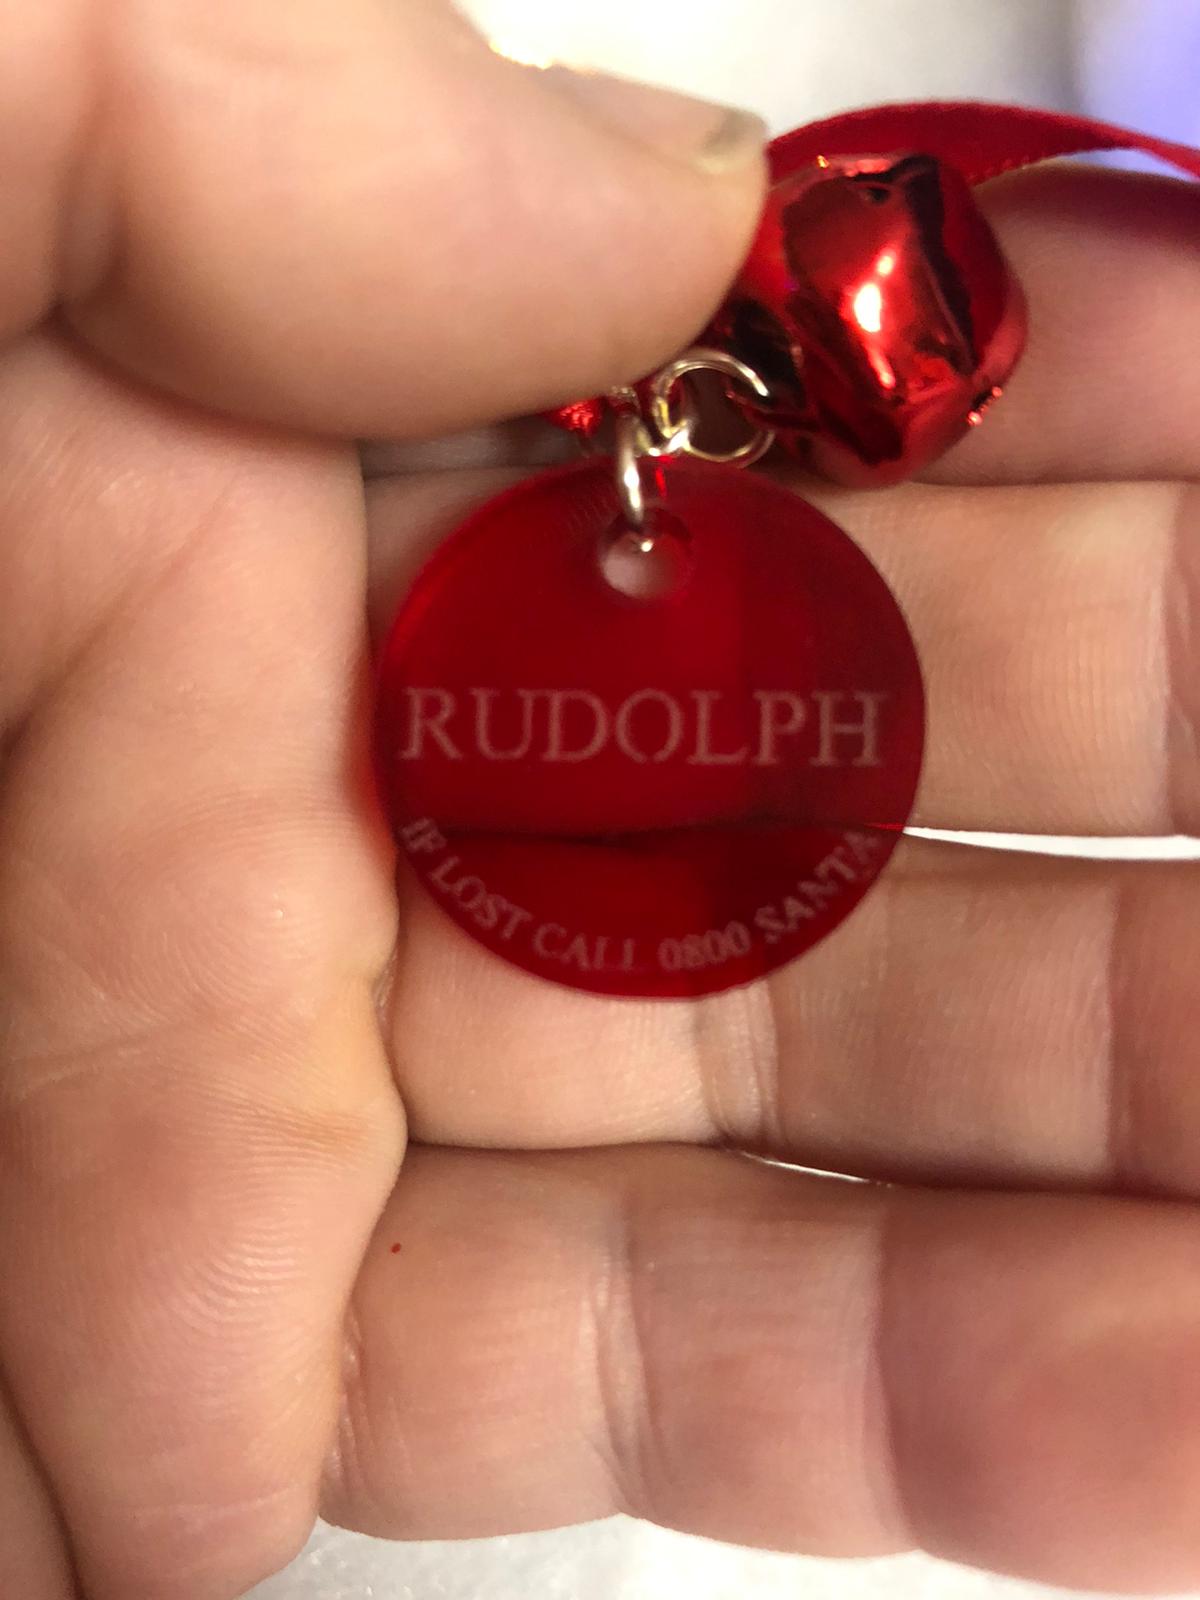 RUDOLPH
IF LOST CALL 0800 SANTA